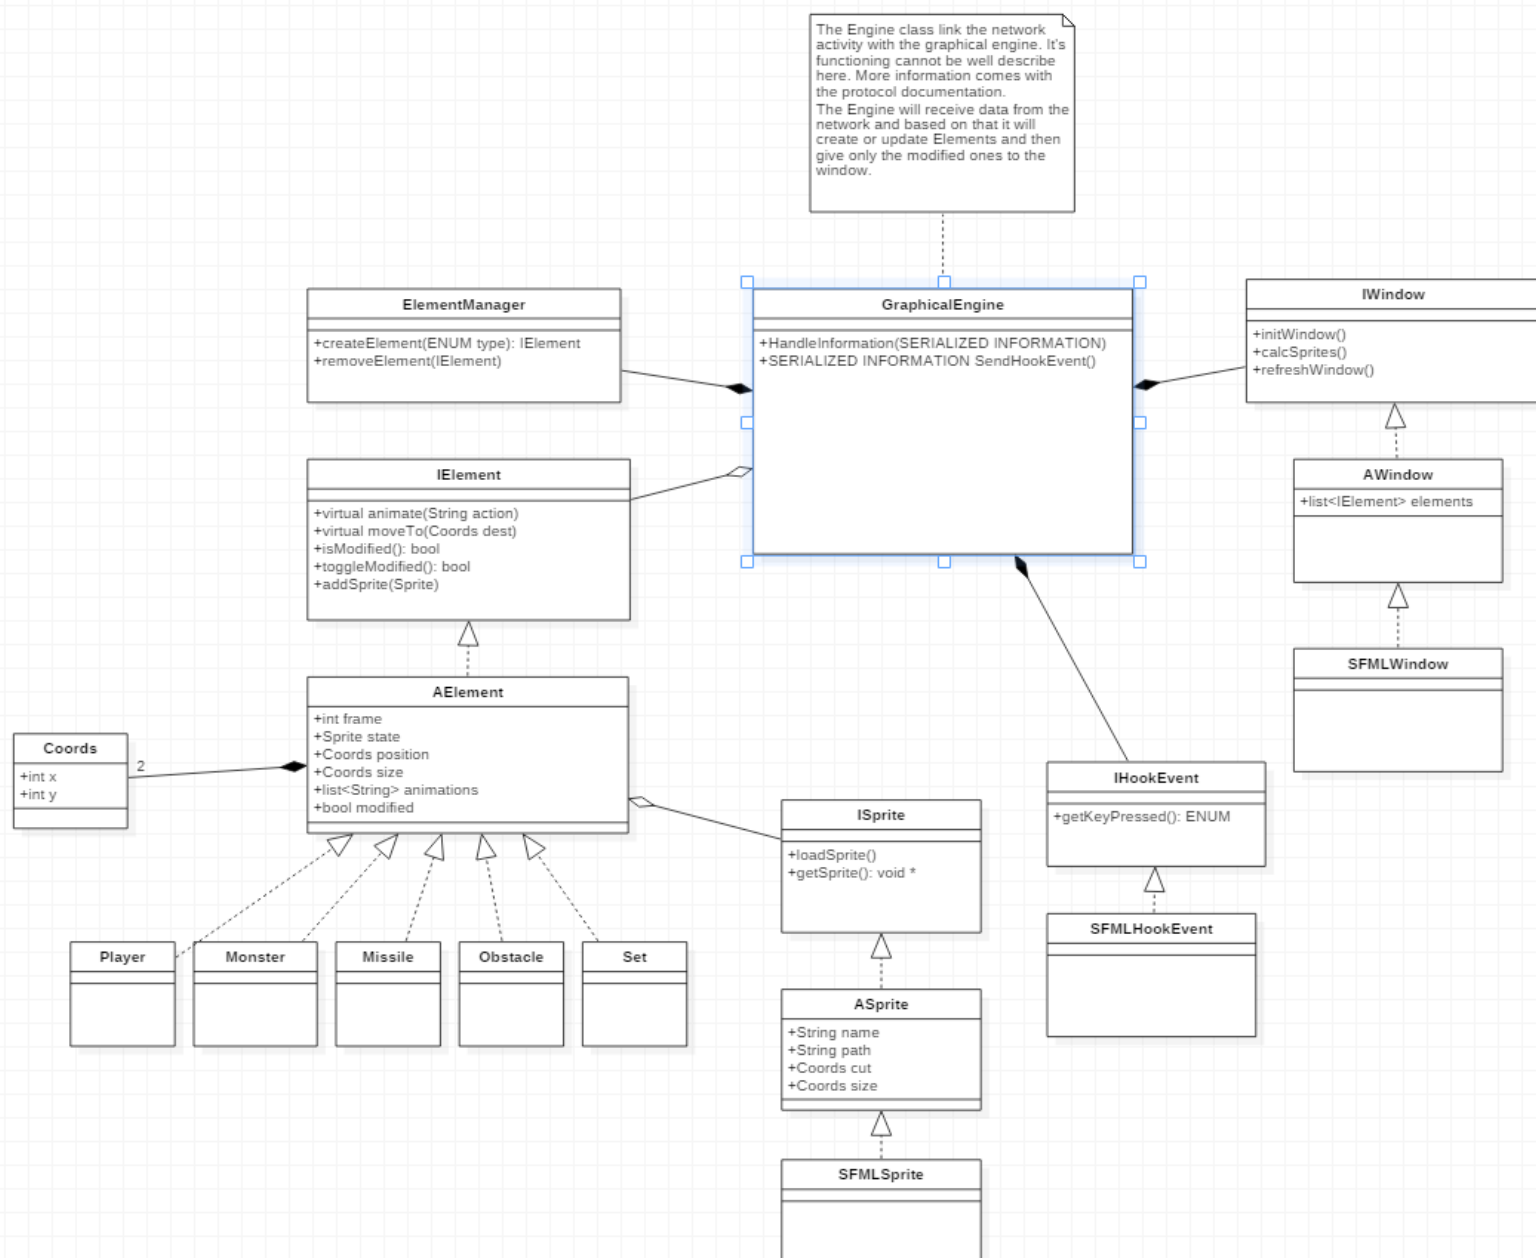 The Engine class link the network
activity with the graphical engine. It's
functioning cannot be well describe
here. More information comes with
the protocol documentation.
The Engine will receive data from the
network and based on that it will
create or update Elements and then
give only the modified ones to the
window.
ElementManager
+createElement(ENUM type): IElement
+removeElement(IElement)
GraphicalEngine
+HandleInformation(SERIALIZED INFORMATION)
+SERIALIZED INFORMATION SendHookEvent()
IWindow
+initWindow()
+calcSprites()
+refreshWindow()
IElement
+virtual animate(String action)
+virtual moveTo(Coords dest)
+isModified(): bool
+toggleModified(): bool
+addSprite(Sprite)
AWindow
+list<IElement> elements
SFMLWindow
AElement
+int frame
+Sprite state
+Coords position
+Coords size
+list<String> animations
+bool modified
Coords
+int x
+int y
2
ISprite
+loadSprite()
+getSprite(): void *
IHookEvent
+getKeyPressed(): ENUM
SFMLHookEvent
Player
Monster
Missile
Obstacle
Set
ASprite
+String name
+String path
+Coords cut
+Coords size
SFMLSprite